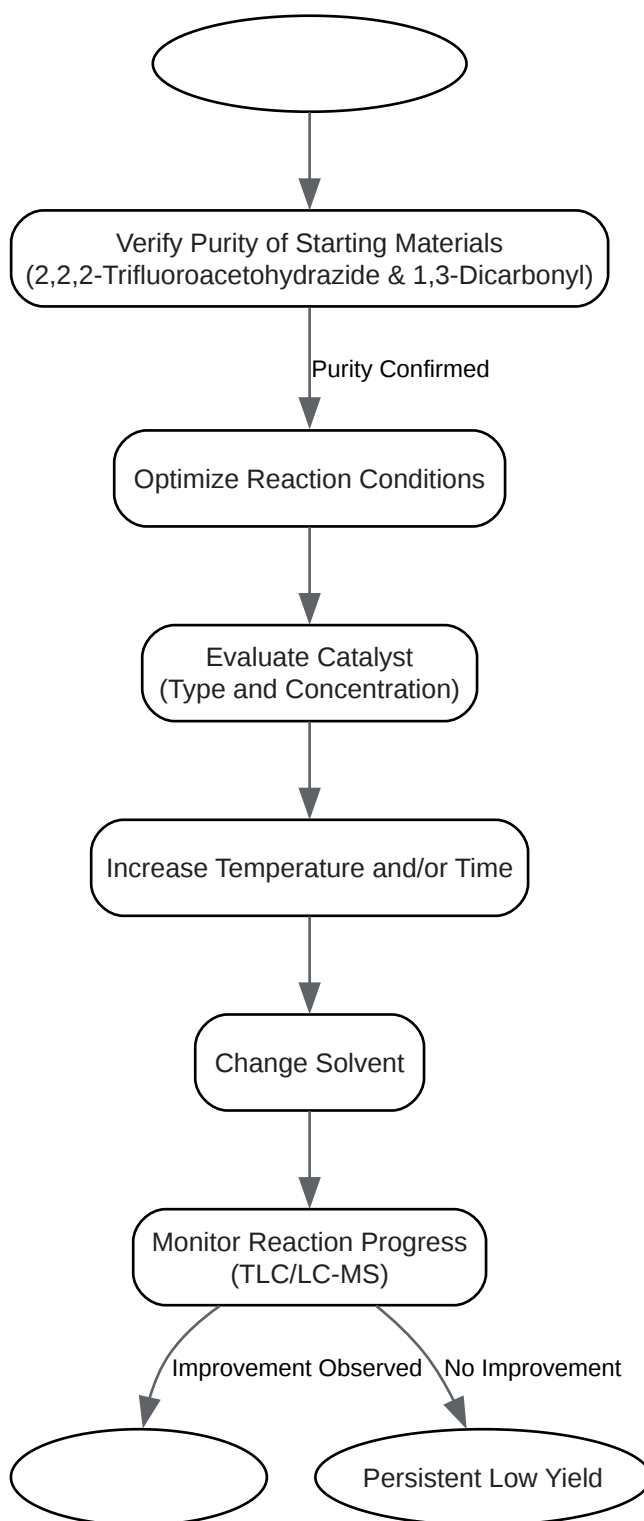 Verify Purity of Starting Materials
(2,2,2-Trifluoroacetohydrazide & 1,3-Dicarbonyl)
Purity Confirmed
Optimize Reaction Conditions
Evaluate Catalyst
(Type and Concentration)
Increase Temperature and/or Time
Change Solvent
Monitor Reaction Progress
(TLC/LC-MS)
Improvement Observed
No Improvement
Persistent Low Yield